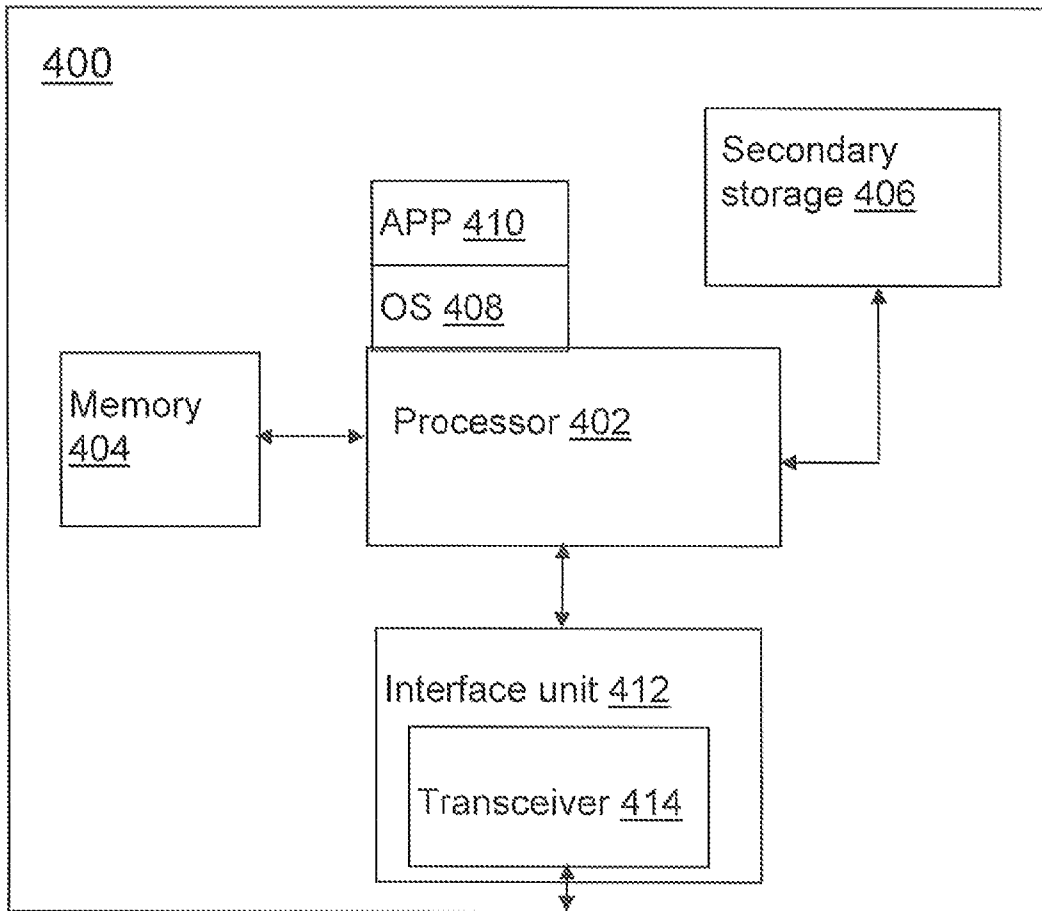 400
Secondary
storage 406
APP 410
OS 408
Memory
404
Processor 402
Interface unit 412
Transceiver 414